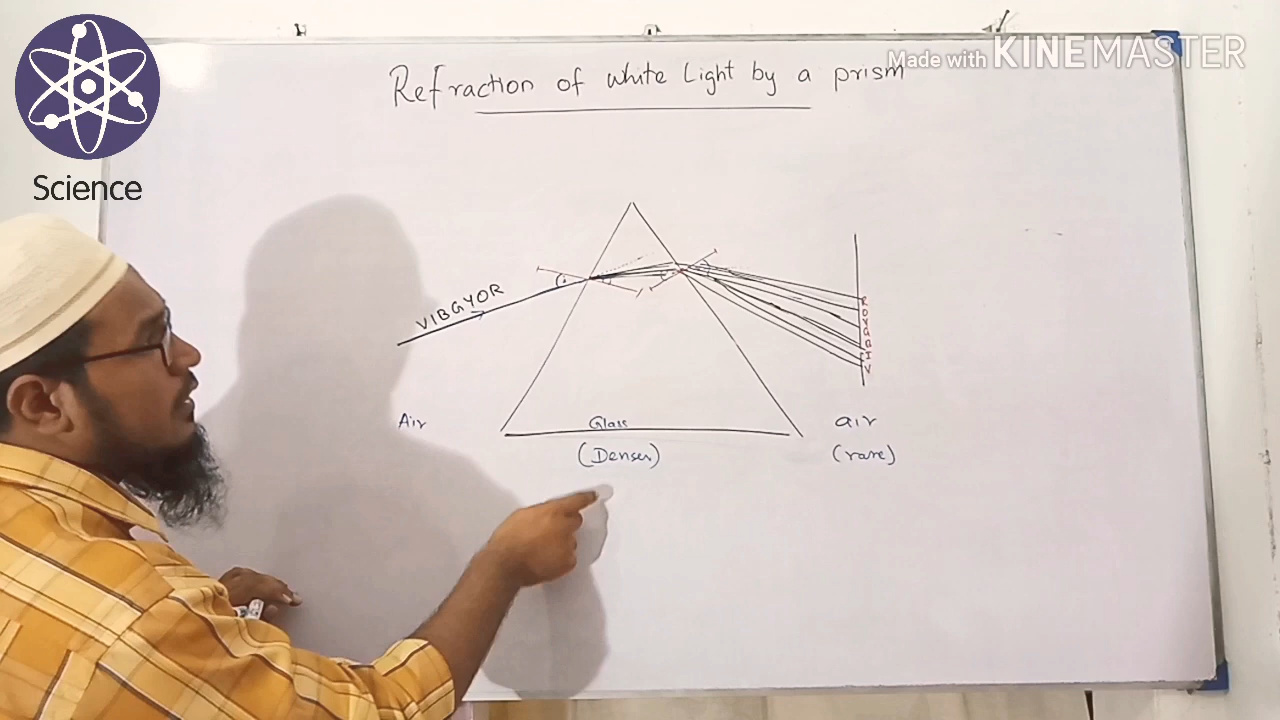 Made with KINEMASTER
Refraction of white Light by a prism
Science
VIBGYOR
R
O
Y
G
B
I
V
Air
Glass
air
(Denser)
(rare)